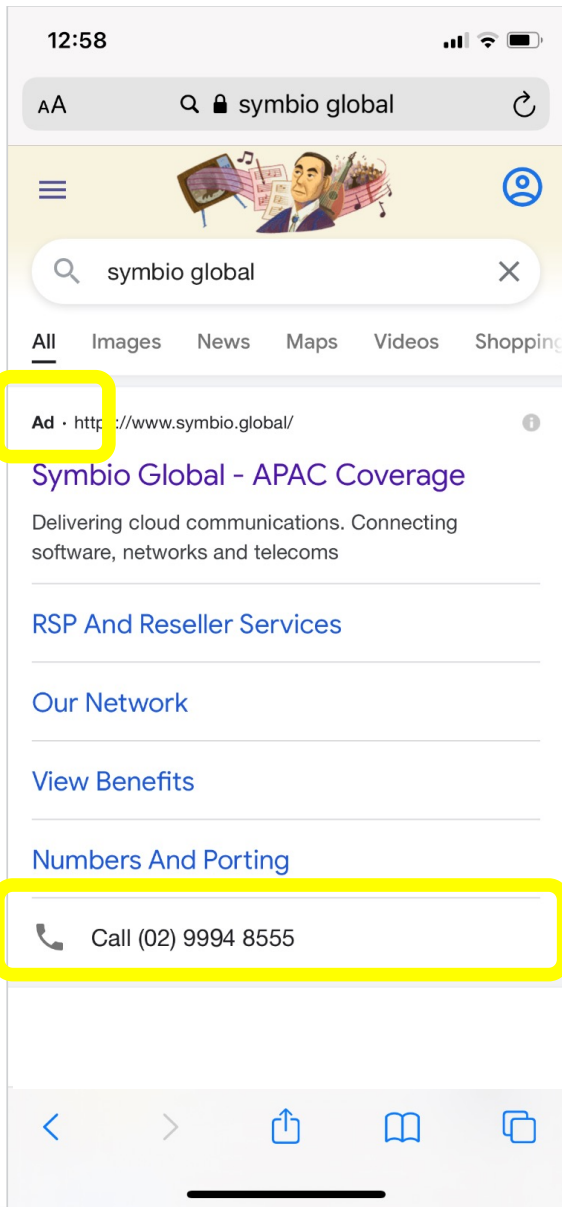 12:58
AA symbio global
symbio global
All Images News Maps Videos Shopping
Ad · https://www.symbio.global/
Symbio Global - APAC Coverage
Delivering cloud communications. Connecting
software, networks and telecoms
RSP And Reseller Services
Our Network
View Benefits
Numbers And Porting
Call (02) 9994 8555